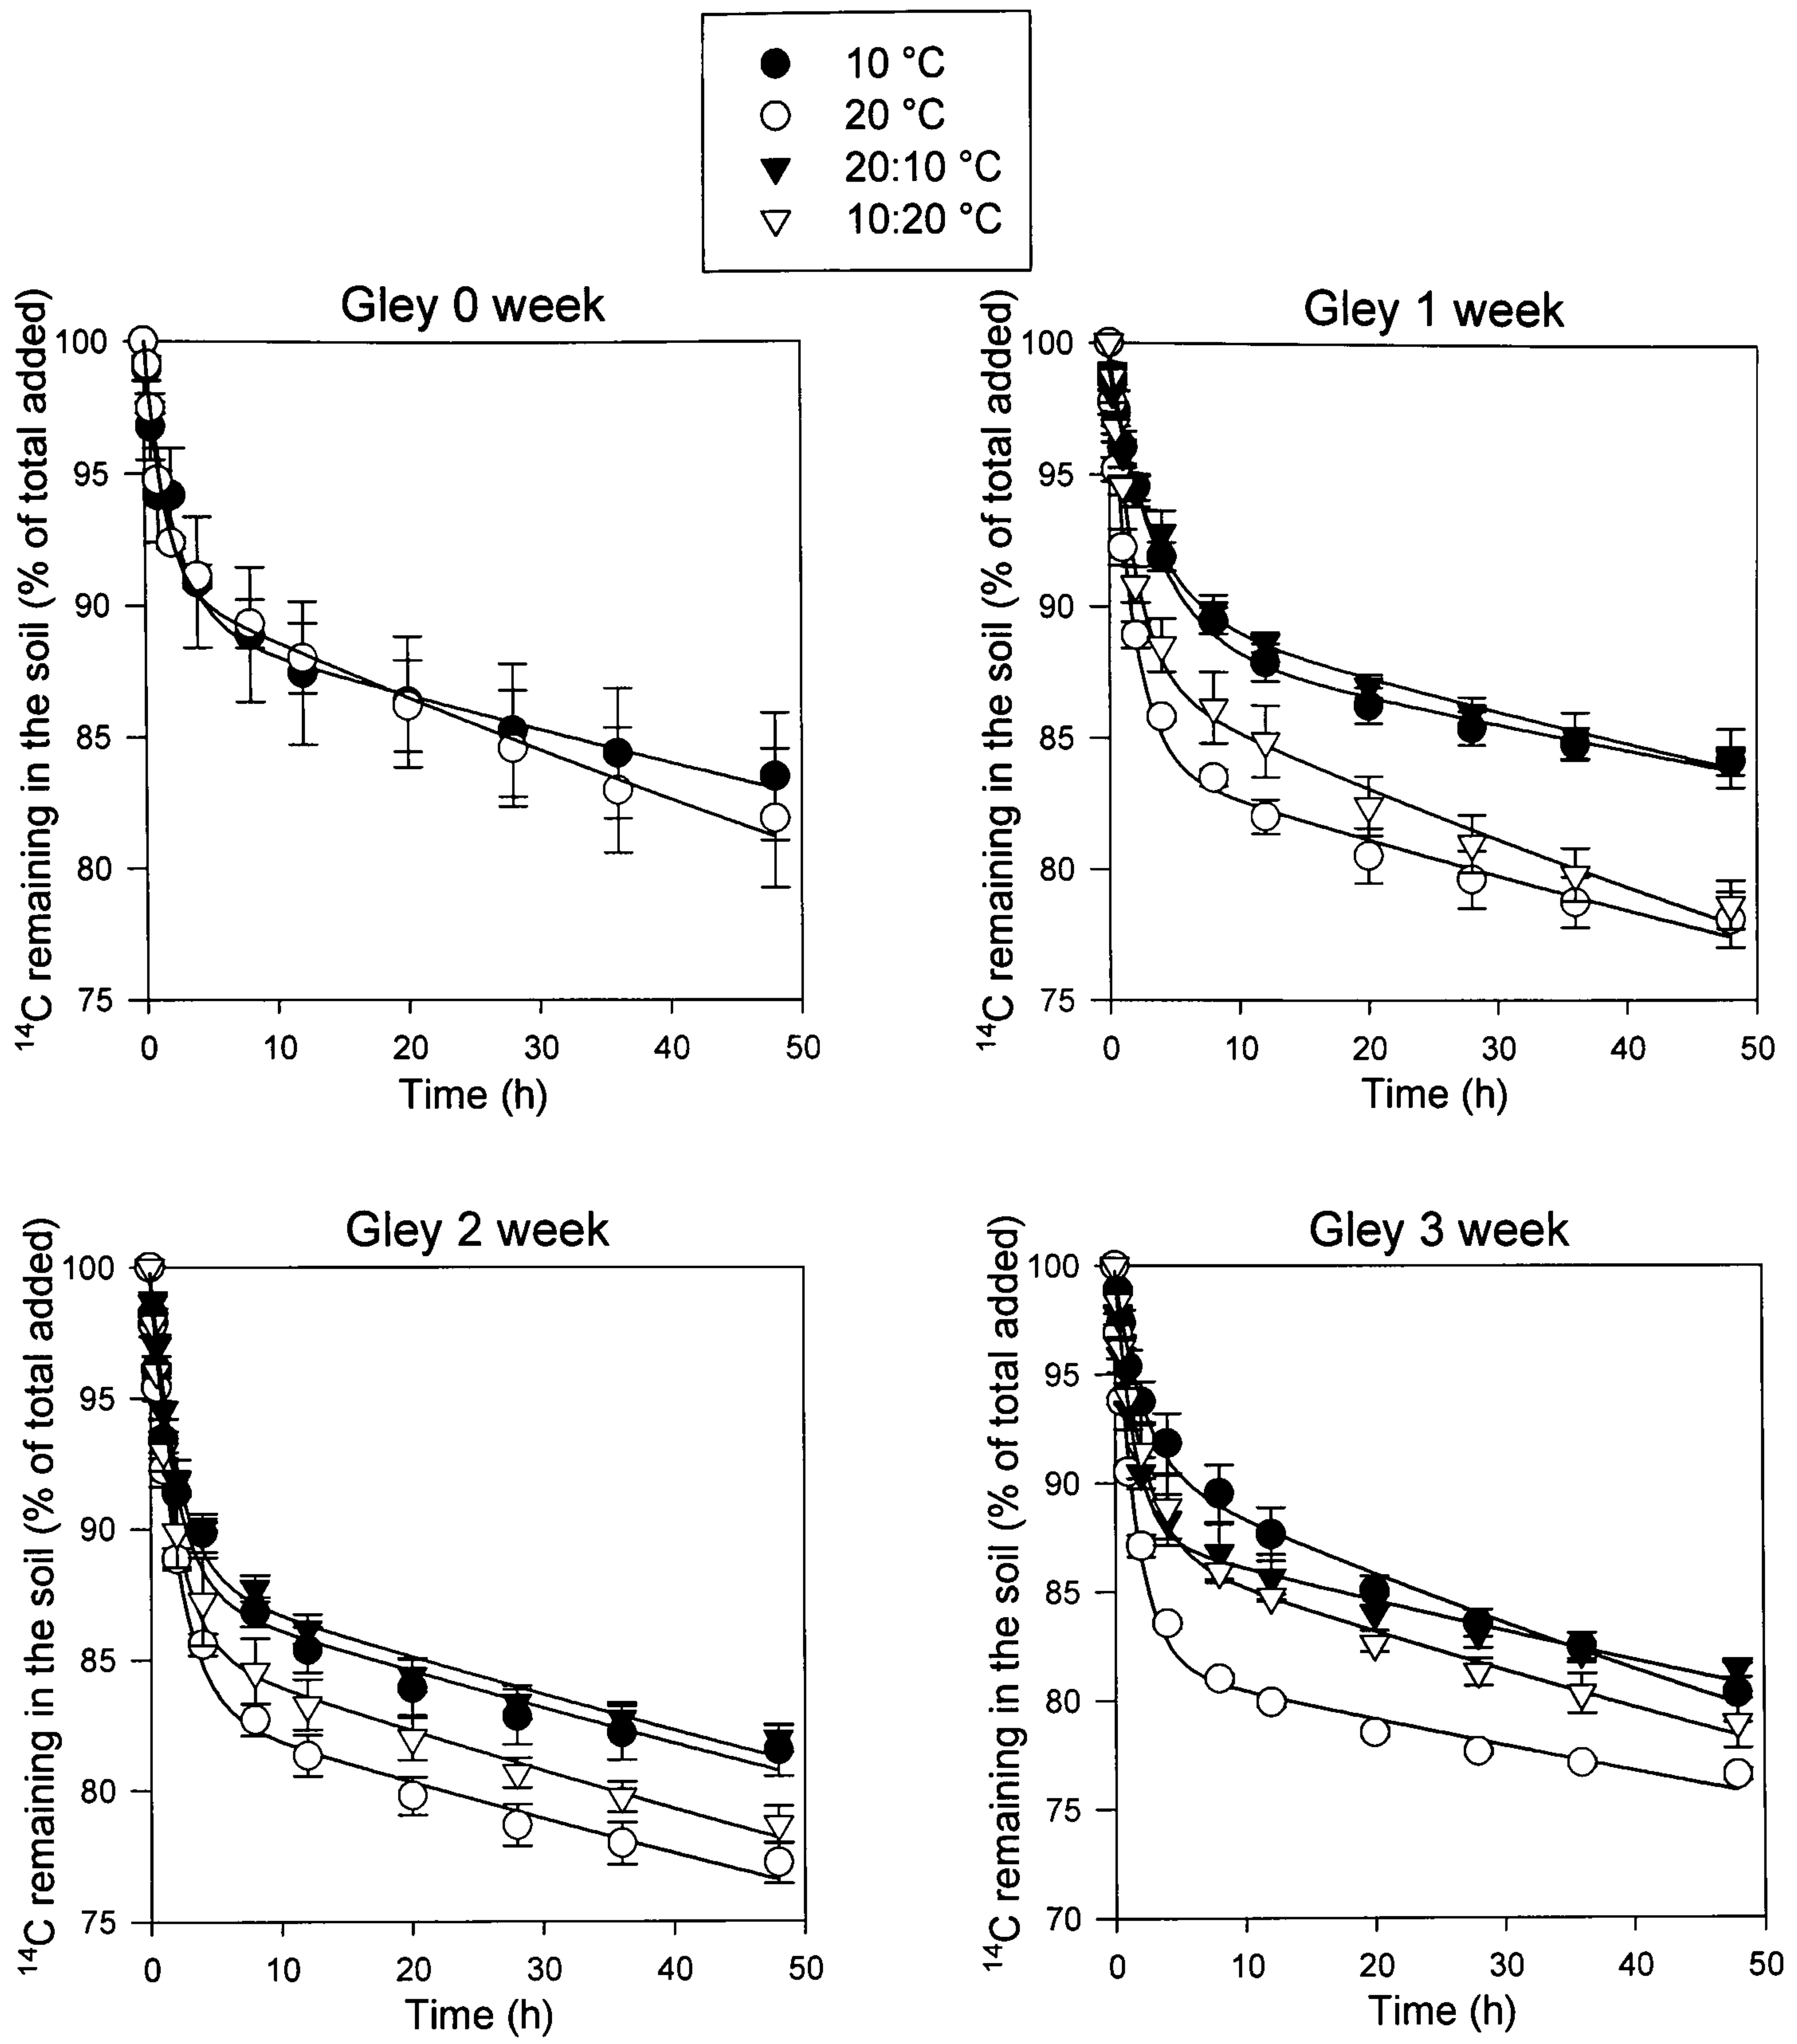 10 °C
20 °C
20:10 °C
10:20 °C
Gley 0 week
¹⁴C remaining in the soil (% of total added)
100
95
90
85
80
75
0 10 20 30 40 50
Time (h)
Gley 1 week
¹⁴C remaining in the soil (% of total added)
100
95
90
85
80
75
0 10 20 30 40 50
Time (h)
Gley 2 week
¹⁴C remaining in the soil (% of total added)
100
95
90
85
80
75
0 10 20 30 40 50
Time (h)
Gley 3 week
¹⁴C remaining in the soil (% of total added)
100
95
90
85
80
75
70
0 10 20 30 40 50
Time (h)